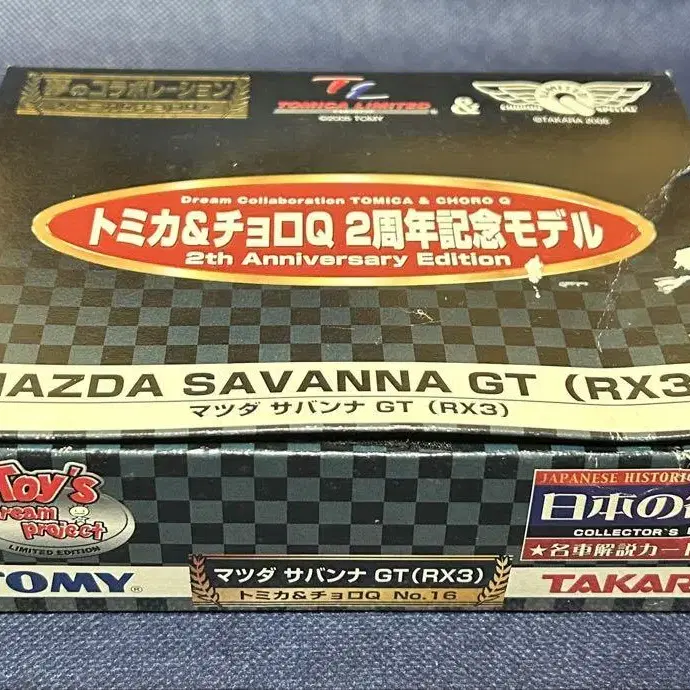 夢のコラボレーション
TOMICA LIMITED
©2005 TOMY
&
CHORO Q SPECIAL
LIMITED
©TAKARA 2005
Dream Collaboration TOMICA & CHORO Q
トミカ&チョロQ 2周年記念モデル
2th Anniversary Edition
MAZDA SAVANNA GT (RX3
マツダ サバンナ GT (RX3)
Toy's
Dream
project
LIMITED EDITION
JAPANESE HISTORIC
日本の
COLLECTOR'S
★名車解説カード
TOMY®
マツダ サバンナ GT(RX3)
トミカ&チョロQ No.16
TAKAR